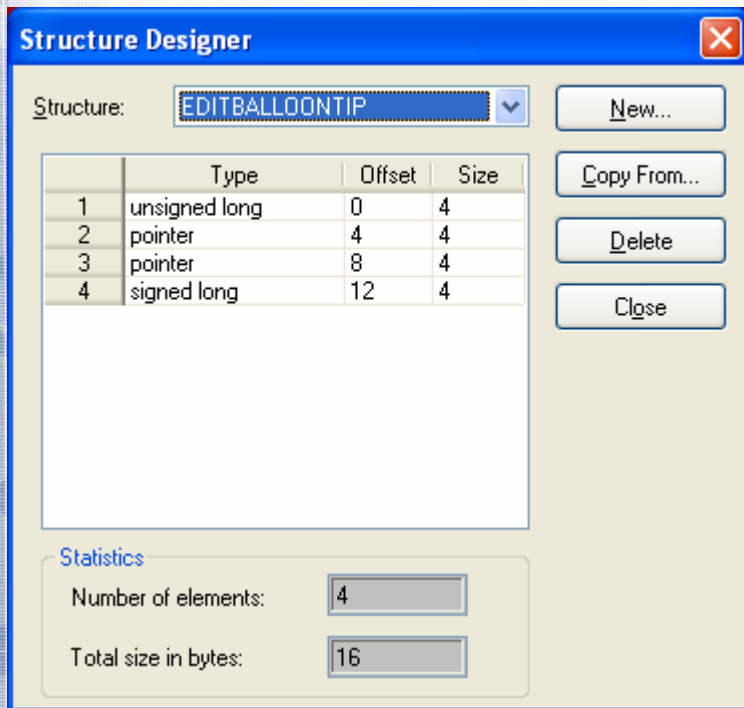 Structure Designer
Structure: EDITBALLOONTIP New...
Type Offset Size Copy From...
1 unsigned long 0 4
2 pointer 4 4 Delete
3 pointer 8 4
4 signed long 12 4 Close
Statistics
Number of elements: 4
Total size in bytes: 16